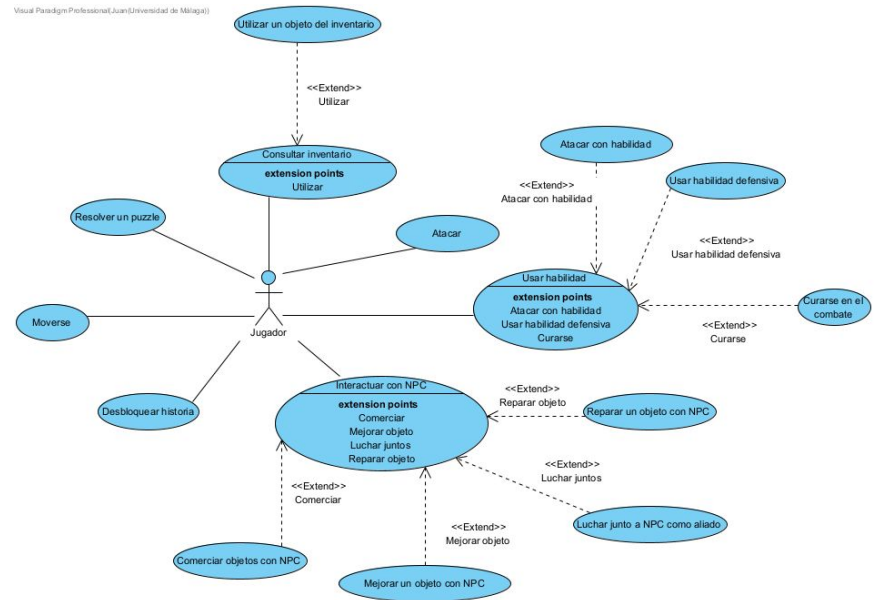 Visual Paradigm Professional(Juan(Universidad de Málaga))
Utilizar un objeto del inventario
<<Extend>>
Utilizar
Consultar inventario
extension points
Utilizar
Atacar con habilidad
<<Extend>>
Atacar con habilidad
Usar habilidad defensiva
<<Extend>>
Usar habilidad defensiva
Resolver un puzzle
Atacar
Usar habilidad
extension points
Atacar con habilidad
Usar habilidad defensiva
Curarse
Curarse en el
combate
<<Extend>>
Curarse
Moverse
Jugador
Desbloquear historia
Interactuar con NPC
extension points
Comerciar
Mejorar objeto
Luchar juntos
Reparar objeto
<<Extend>>
Reparar objeto
Reparar un objeto con NPC
<<Extend>>
Luchar juntos
Luchar junto a NPC como aliado
<<Extend>>
Comerciar
Comerciar objetos con NPC
<<Extend>>
Mejorar objeto
Mejorar un objeto con NPC